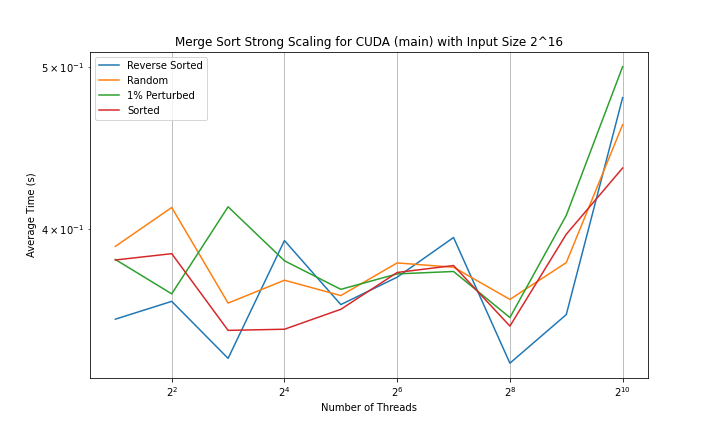 Merge Sort Strong Scaling for CUDA (main) with Input Size 2^16
5 × 10⁻¹
Reverse Sorted
Random
1% Perturbed
Sorted
4 × 10⁻¹
Average Time (s)
2² 2⁴ 2⁶ 2⁸ 2¹⁰
Number of Threads